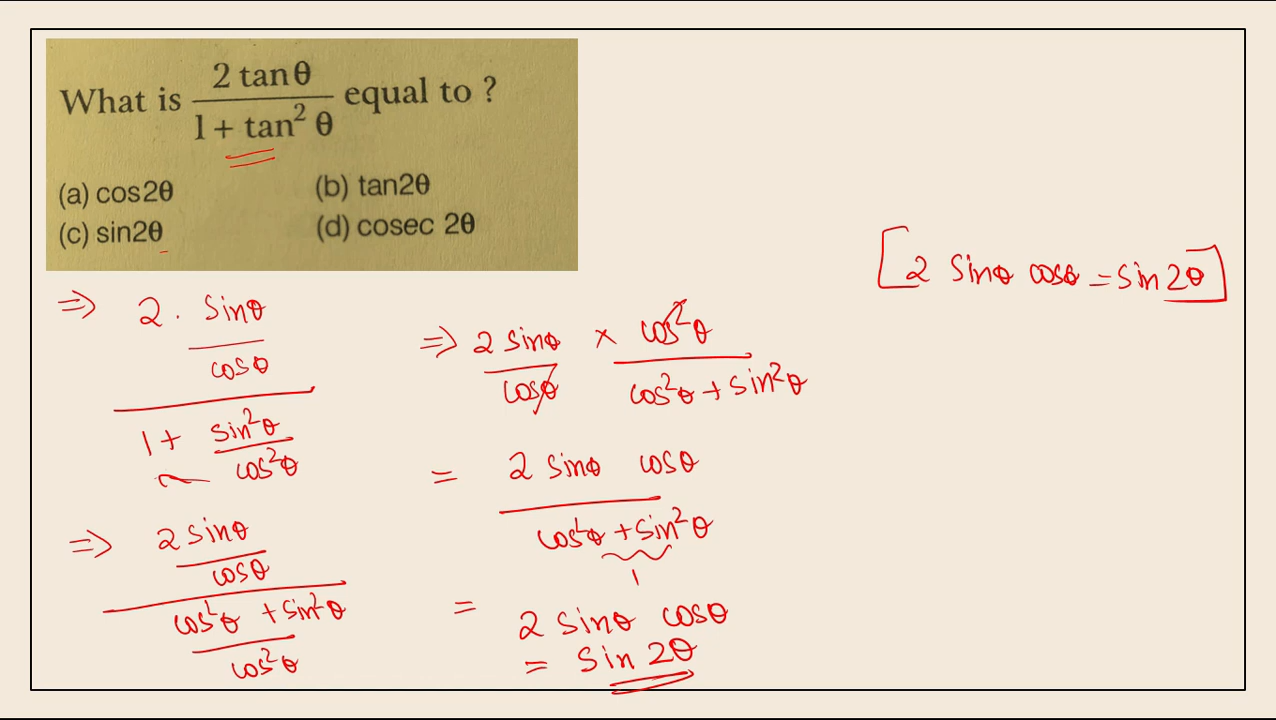 What is 2 tanθ / 1 + tan² θ equal to ?
(a) cos2θ (b) tan2θ
(c) sin2θ (d) cosec 2θ
[2 Sinθ cosθ = Sin 2θ]
⇒ 2 . Sinθ / cosθ
1 + Sin²θ / cos²θ
⇒ 2 Sinθ / cosθ
cos²θ + Sin²θ / cos²θ
⇒ 2 Sinθ / cosθ × cos²θ / cos²θ + Sin²θ
= 2 Sinθ cosθ / cos²θ + Sin²θ
1
= 2 Sinθ cosθ
= Sin 2θ